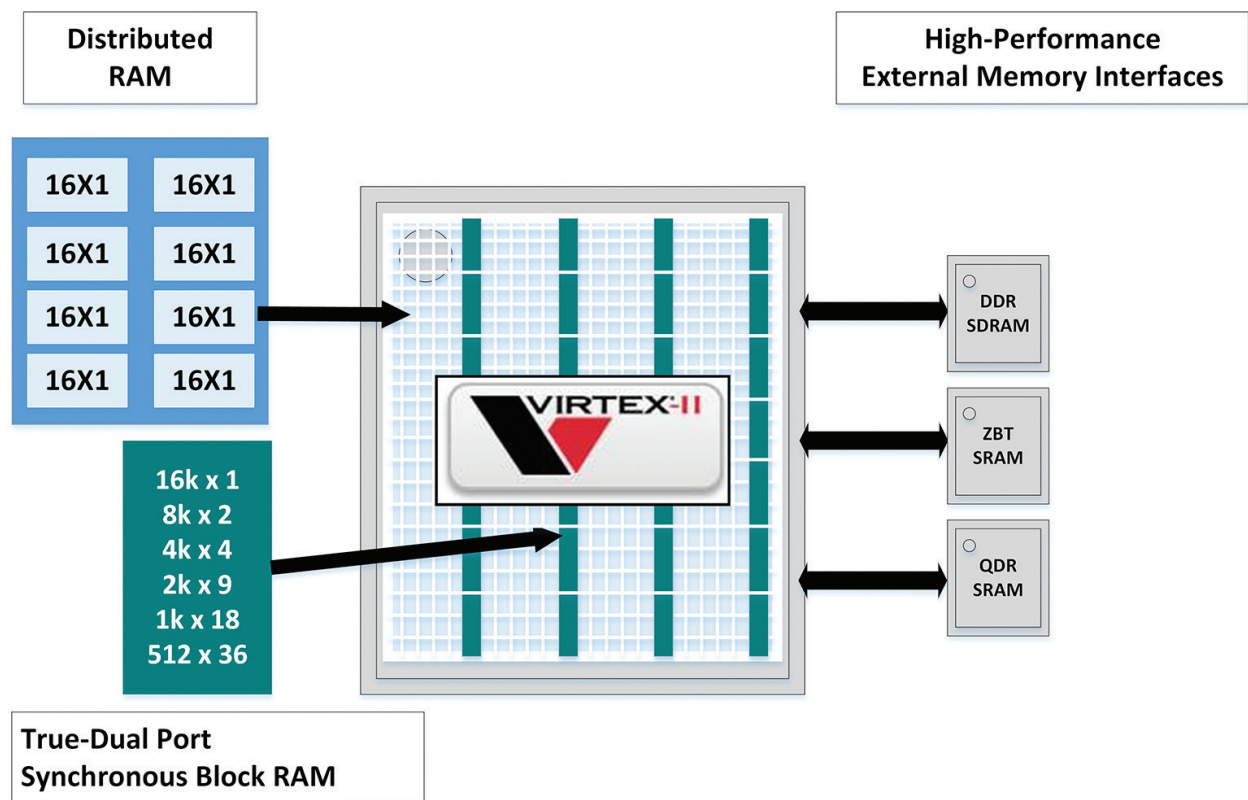 Distributed
RAM
High-Performance
External Memory Interfaces
16X1
16X1
16X1
16X1
16X1
16X1
16X1
16X1
VIRTEX-II
DDR
SDRAM
ZBT
SRAM
QDR
SRAM
16k x 1
8k x 2
4k x 4
2k x 9
1k x 18
512 x 36
True-Dual Port
Synchronous Block RAM